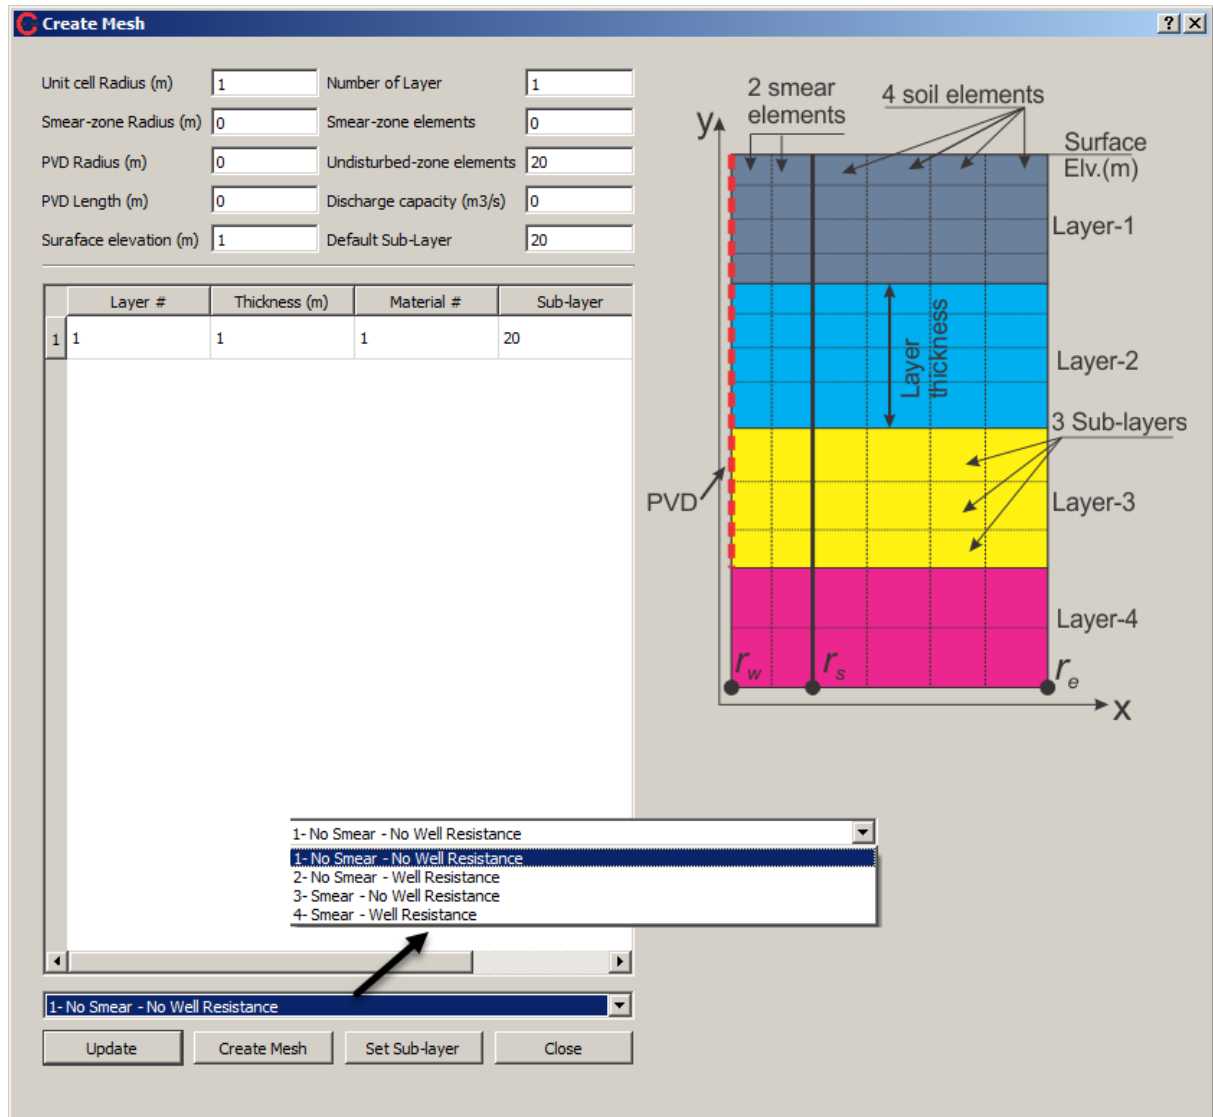 Create Mesh
? X
Unit cell Radius (m) 1 Number of Layer 1
Smear-zone Radius (m) 0 Smear-zone elements 0
PVD Radius (m) 0 Undisturbed-zone elements 20
PVD Length (m) 0 Discharge capacity (m3/s) 0
Suraface elevation (m) 1 Default Sub-Layer 20
Layer # Thickness (m) Material # Sub-layer
1 1 1 1 20
1- No Smear - No Well Resistance
1- No Smear - No Well Resistance
2- No Smear - Well Resistance
3- Smear - No Well Resistance
4- Smear - Well Resistance
1- No Smear - No Well Resistance
Update Create Mesh Set Sub-layer Close
2 smear
elements
4 soil elements
y
Surface
Elv.(m)
Layer-1
Layer
thickness
Layer-2
3 Sub-layers
PVD
Layer-3
Layer-4
rw rs re
x